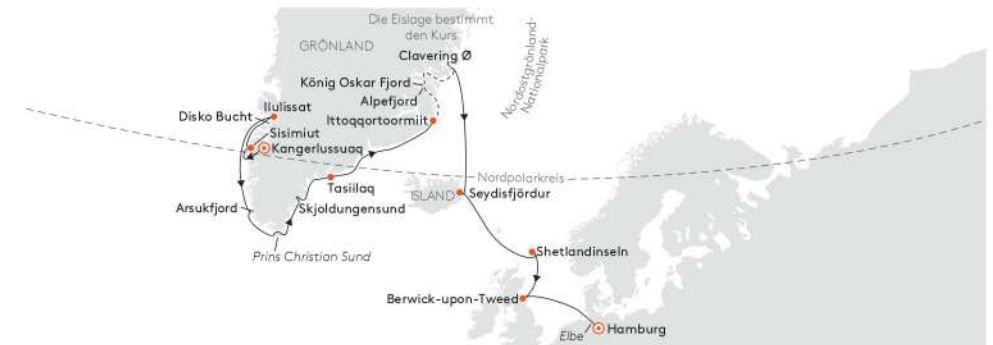 Die Eislage bestimmt
den Kurs
GRÖNLAND
Clavering Ø
Nordostgrönland-
Nationalpark
König Oskar Fjord
Alpefjord
Ilulissat
Disko Bucht
Ittoqqortoormiit
Sisimiut
Kangerlussuaq
Nordpolarkreis
Tasiilaq
ISLAND
Seydisfjördur
Arsukfjord
Skjoldungensund
Prins Christian Sund
Shetlandinseln
Berwick-upon-Tweed
Elbe
Hamburg